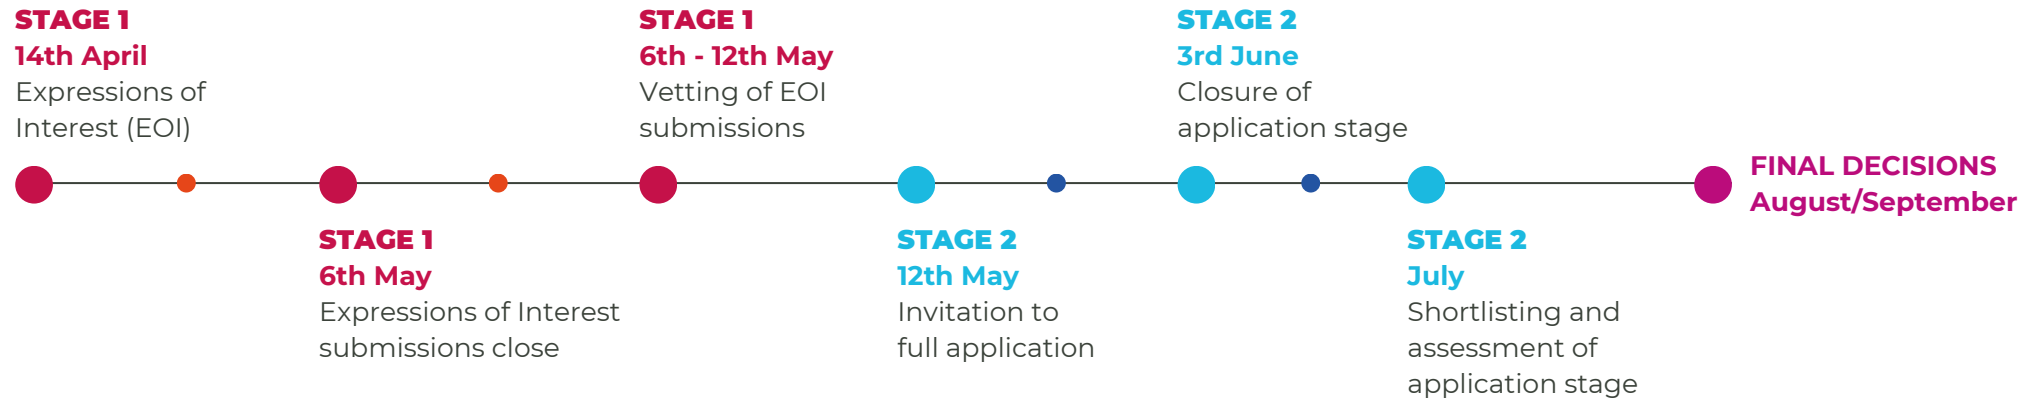 STAGE 1
14th April
Expressions of
Interest (EOI)
STAGE 1
6th May
Expressions of Interest
submissions close
STAGE 1
6th - 12th May
Vetting of EOI
submissions
STAGE 2
12th May
Invitation to
full application
STAGE 2
3rd June
Closure of
application stage
STAGE 2
July
Shortlisting and
assessment of
application stage
FINAL DECISIONS
August/September